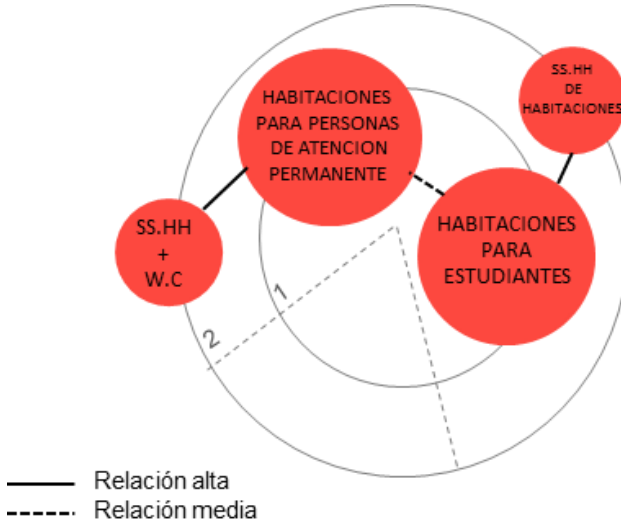 HABITACIONES
PARA PERSONAS
DE ATENCION
PERMANENTE
SS.HH
DE
HABITACIONES
SS.HH
+
W.C
HABITACIONES
PARA
ESTUDIANTES
1
2
Relación alta
Relación media